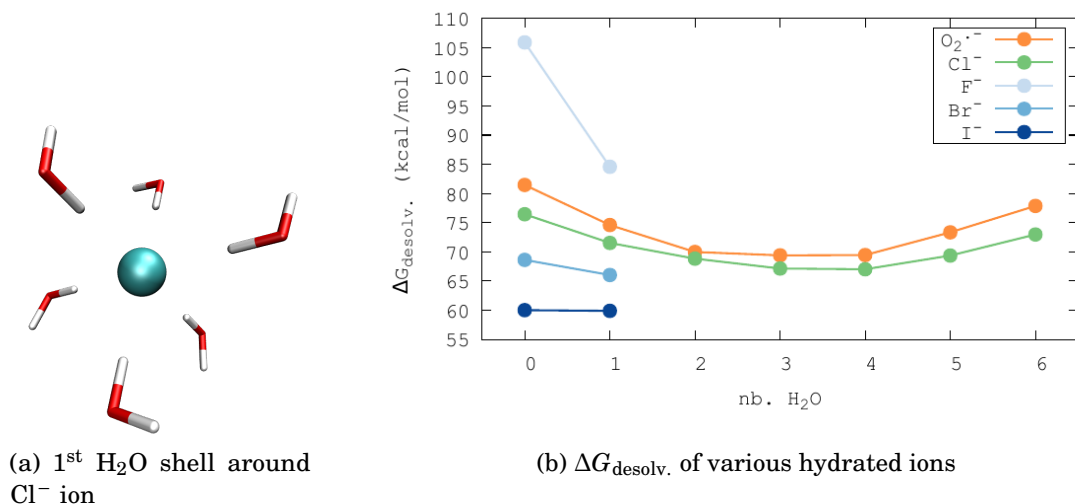 110
105
100
95
90
85
80
75
70
65
60
55
ΔG_desolv. (kcal/mol)
O₂·⁻
Cl⁻
F⁻
Br⁻
I⁻
0 1 2 3 4 5 6
nb. H₂O
(a) 1ˢᵗ H₂O shell around
Cl⁻ ion
(b) ΔG_desolv. of various hydrated ions